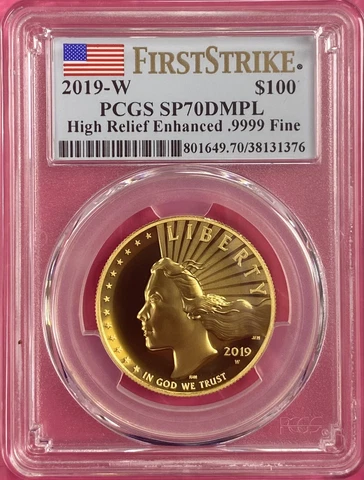 FIRSTSTRIKE®
2019-W $100
PCGS SP70DMPL
High Relief Enhanced .9999 Fine
801649.70/38131376
LIBERTY
2019
W
IN GOD WE TRUST
PCGS